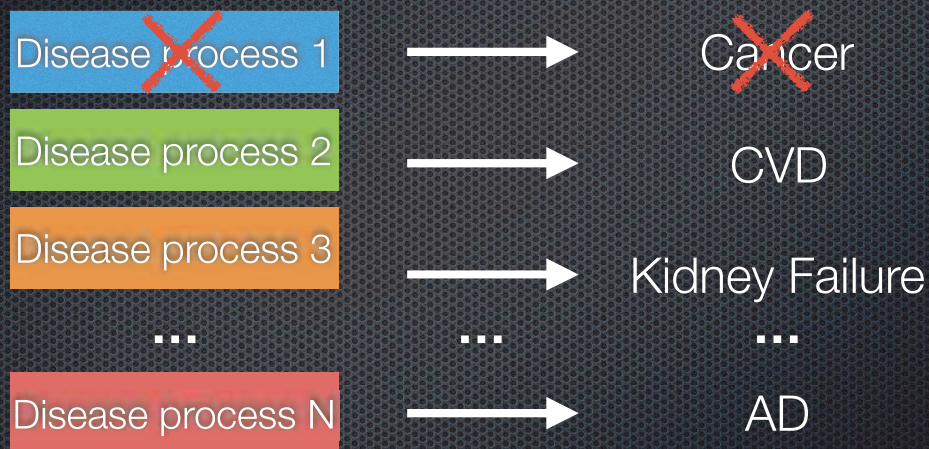 Disease process 1
Cancer
Disease process 2
CVD
Disease process 3
Kidney Failure
... ... ...
Disease process N
AD